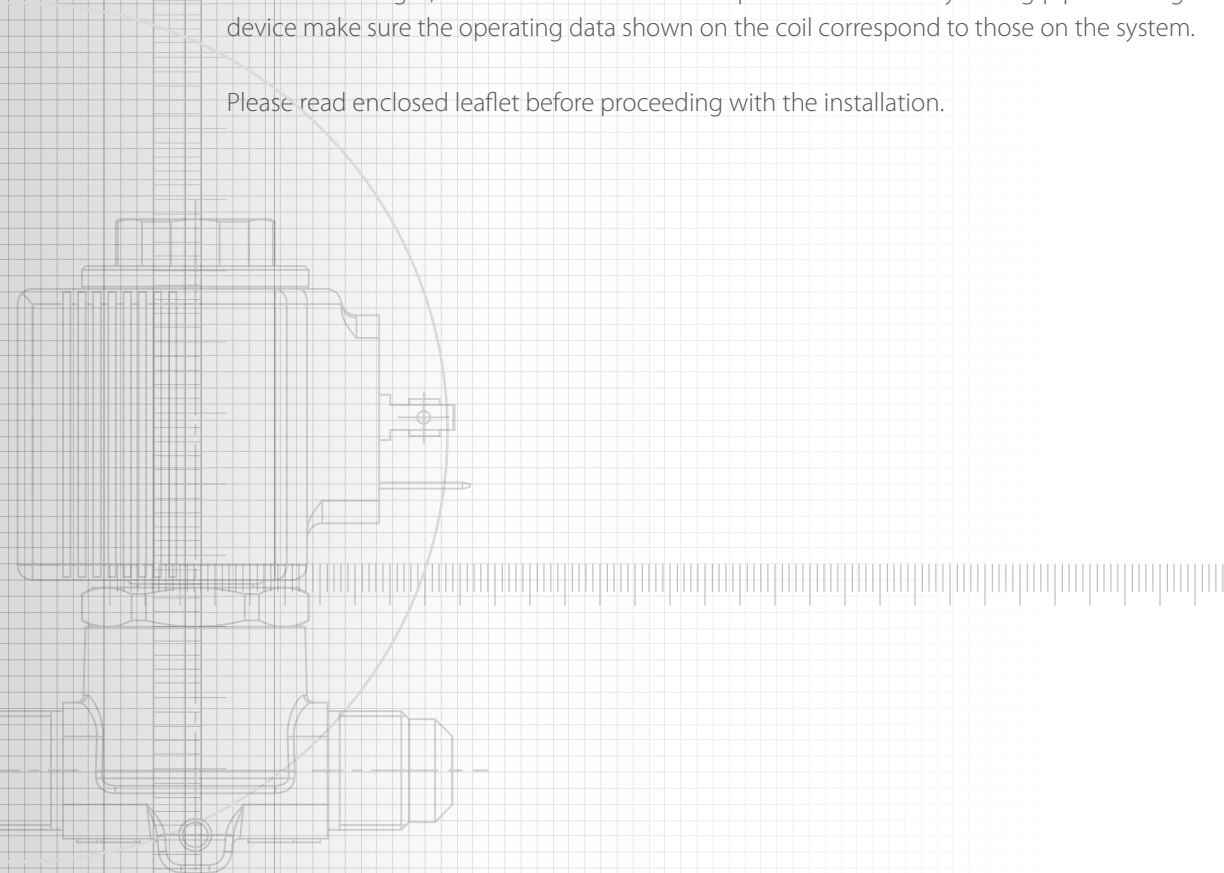 device make sure the operating data shown on the coil correspond to those on the system.
Please read enclosed leaflet before proceeding with the installation.